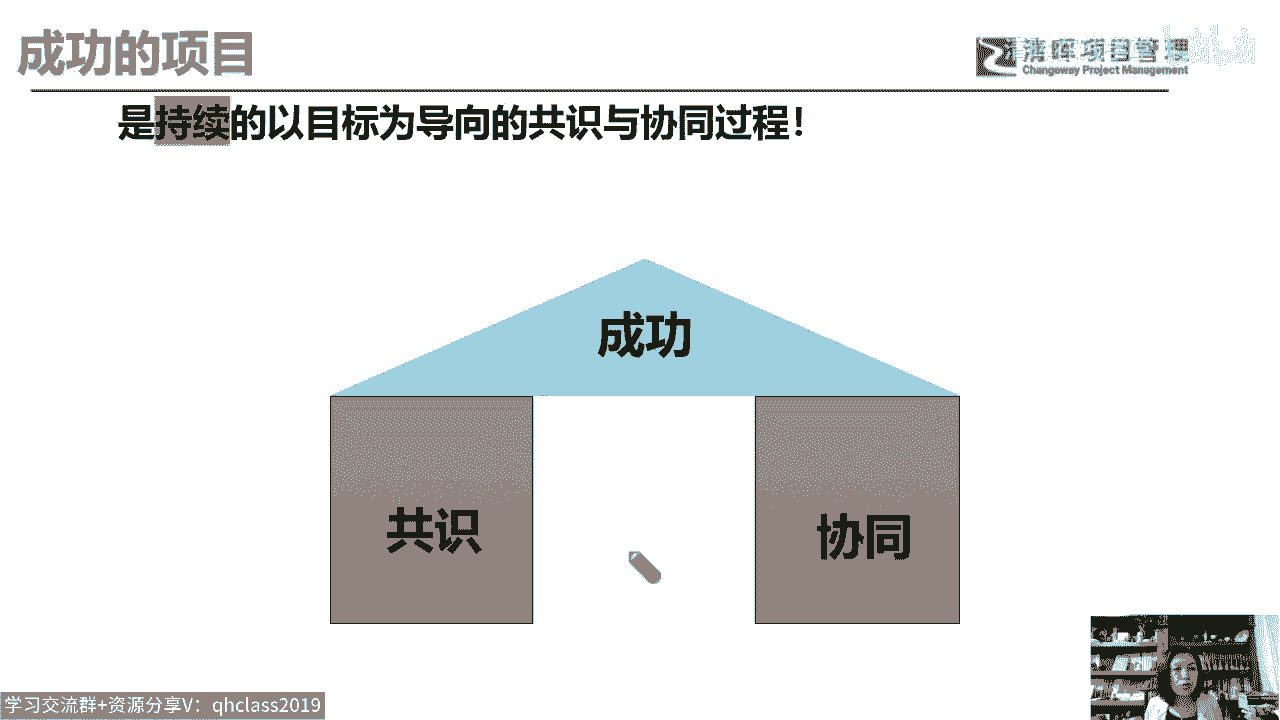 成功的项目
清晖项目管理
Changeway Project Management
是持续的以目标为导向的共识与协同过程！
成功
共识
协同
学习交流群+资源分享V：qhclass2019